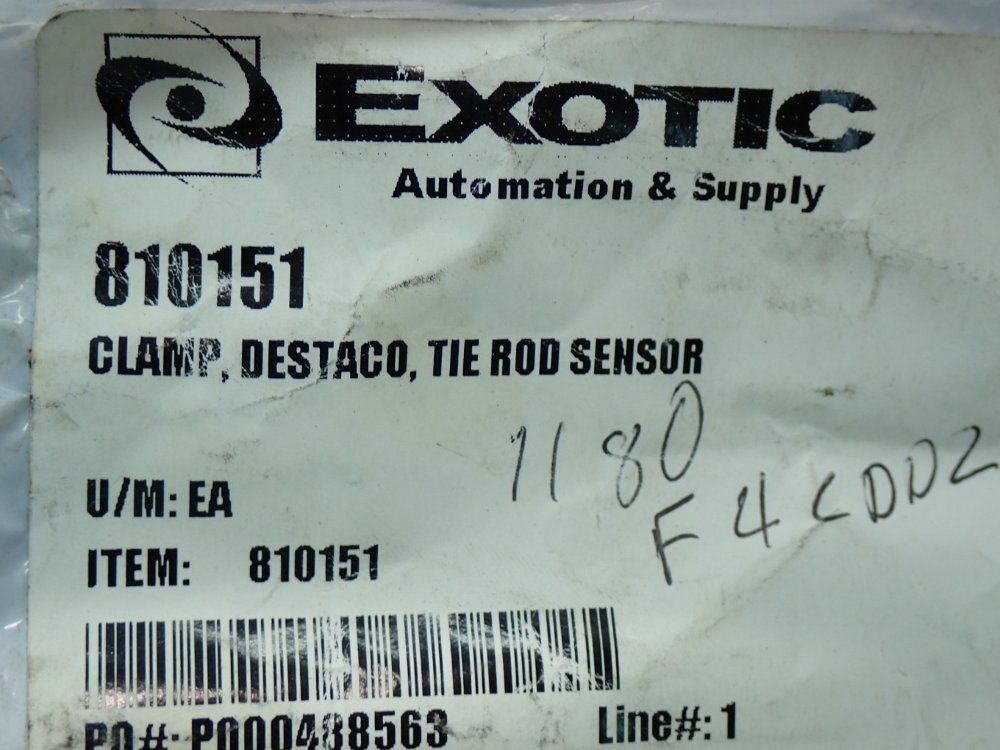 EXOTIC
Automation & Supply
810151
CLAMP, DESTACO, TIE ROD SENSOR
1180
F4CDD2
U/M: EA
ITEM: 810151
PO#: P000488563 Line#: 1